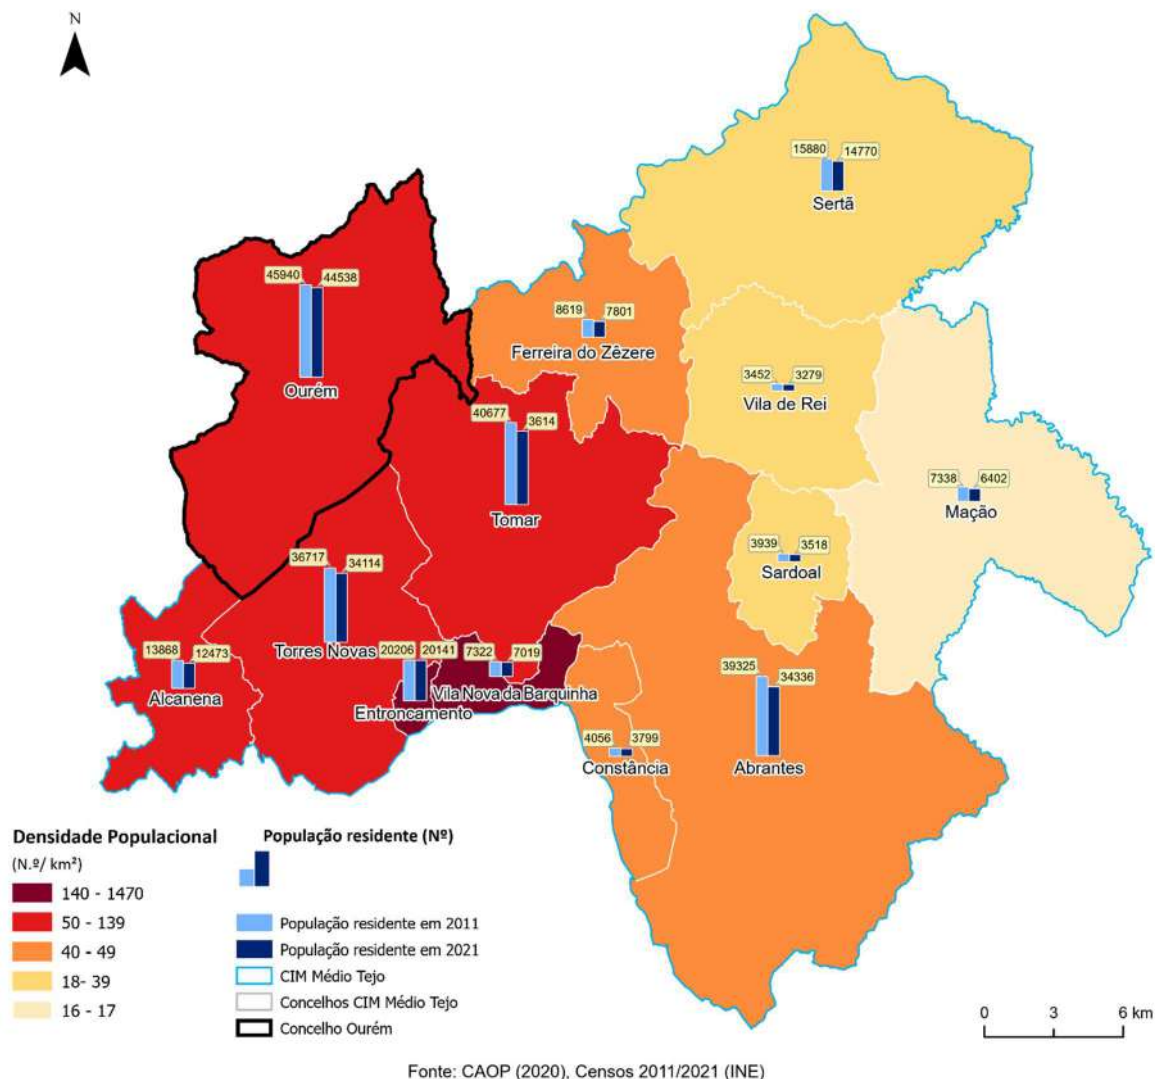 N
15880 14770
Sertã
45940 44538
Ourém
8619 7801
Ferreira do Zêzere
3452 3279
Vila de Rei
40677 3614
Tomar
7338 6402
Mação
3939 3518
Sardoal
36717 34114
Torres Novas
13868 12473
Alcanena
20206 20141
Entroncamento
7322 7019
Vila Nova da Barquinha
39325 34336
Abrantes
4056 3799
Constância
Densidade Populacional
(N.º/ km²)
140 - 1470
50 - 139
40 - 49
18- 39
16 - 17
População residente (Nº)
População residente em 2011
População residente em 2021
CIM Médio Tejo
Concelhos CIM Médio Tejo
Concelho Ourém
0 3 6 km
Fonte: CAOP (2020), Censos 2011/2021 (INE)